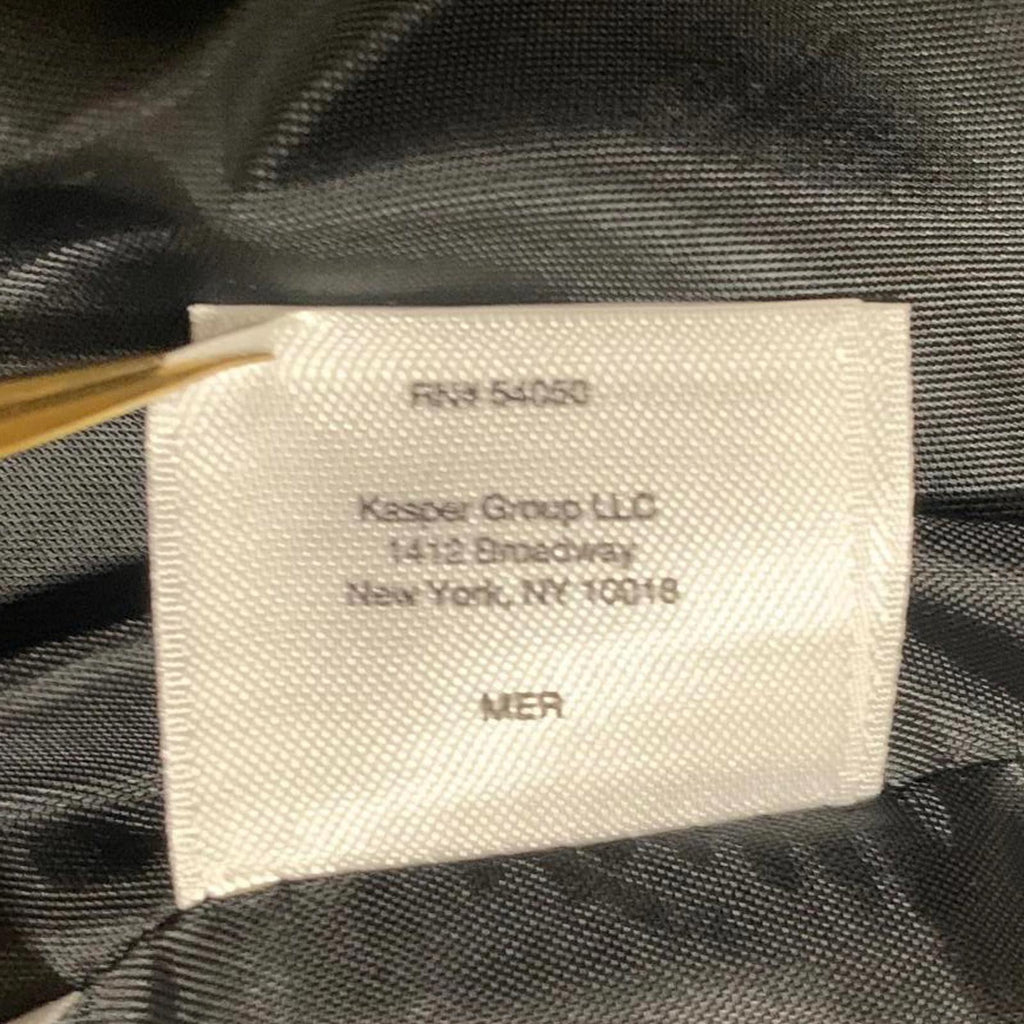 RN# 54050
Kasper Group LLC
1412 Broadway
New York, NY 10018
MER